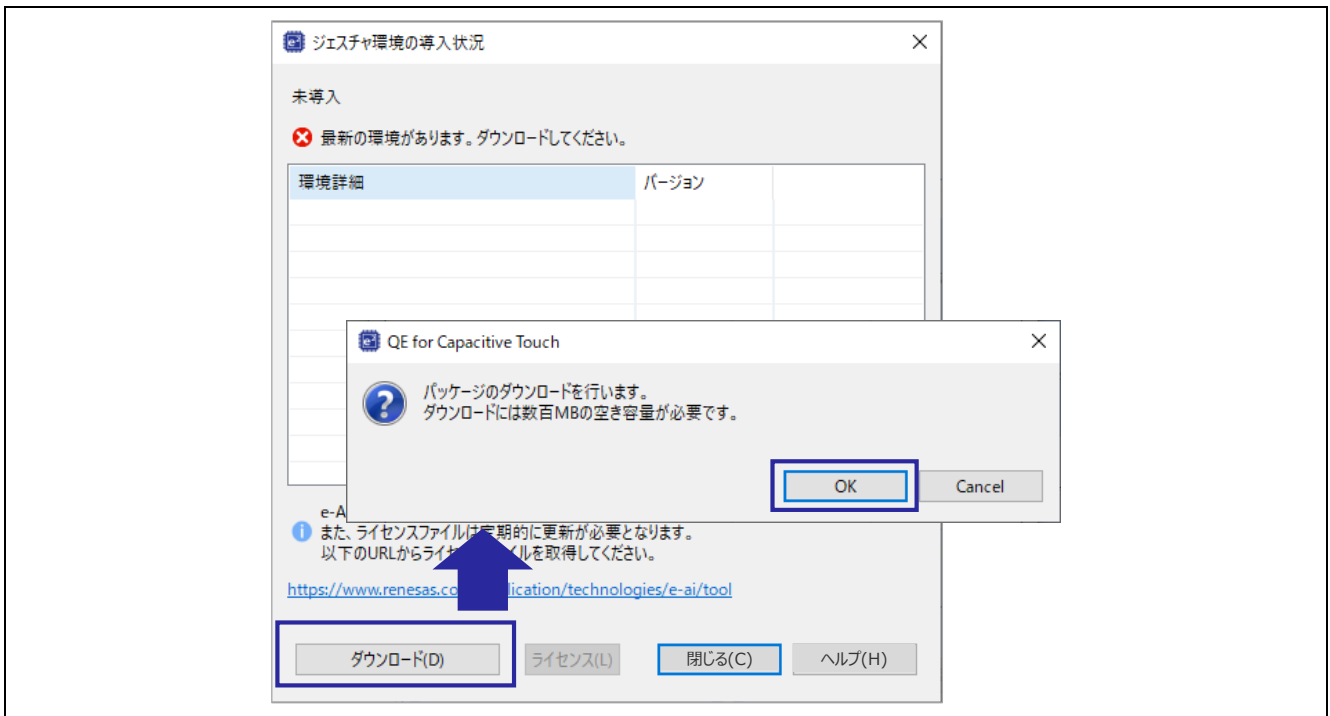 ジェスチャ環境の導入状況
未導入
最新の環境があります。ダウンロードしてください。
環境詳細 バージョン
QE for Capacitive Touch
パッケージのダウンロードを行います。
ダウンロードには数百MBの空き容量が必要です。
OK Cancel
e-A
また、ライセンスファイルは定期的に更新が必要となります。
以下のURLからライセ イルを取得してください。
https://www.renesas.co lication/technologies/e-ai/tool
ダウンロード(D) ライセンス(L) 閉じる(C) ヘルプ(H)